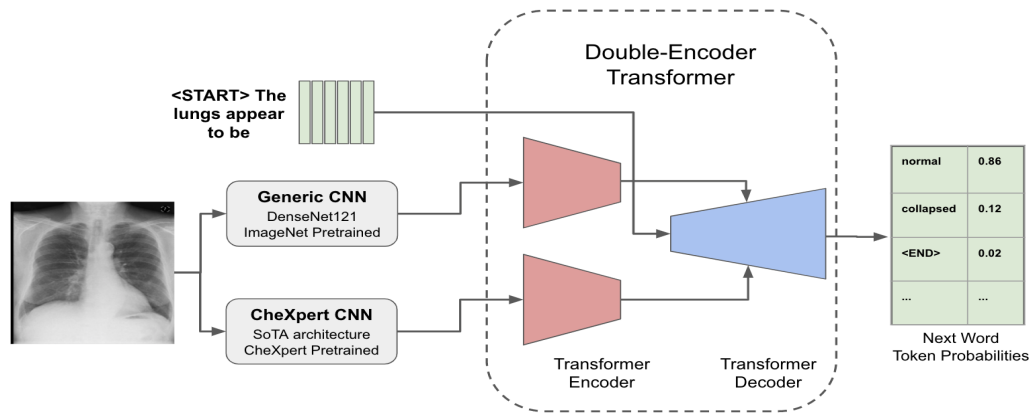 Double-Encoder
Transformer
<START> The
lungs appear
to be
Generic CNN
DenseNet121
ImageNet Pretrained
CheXpert CNN
SoTA architecture
CheXpert Pretrained
Transformer
Encoder
Transformer
Decoder
normal 0.86
collapsed 0.12
<END> 0.02
... ...
Next Word
Token Probabilities